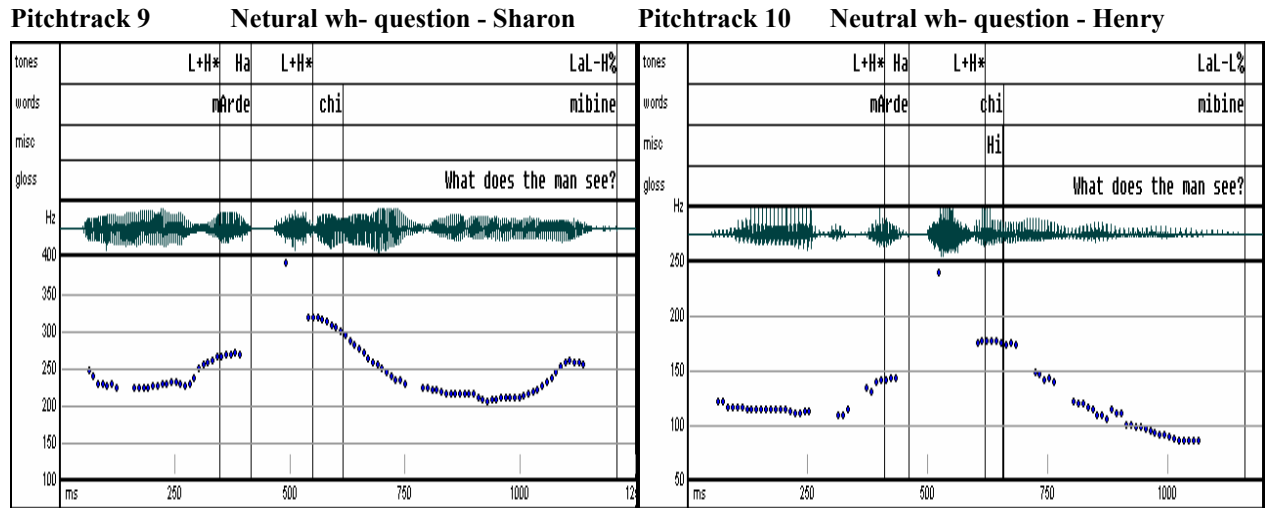 Pitchtrack 9 Netural wh- question - Sharon
tones L+H* Ha L+H* LaL-H%
words mArde chi mibine
misc
gloss What does the man see?
Hz
400
350
300
250
200
150
100
ms 250 500 750 1000 12
Pitchtrack 10 Neutral wh- question - Henry
tones L+H* Ha L+H* LaL-L%
words mArde chi mibine
misc Hi
gloss What does the man see?
Hz
250
200
150
100
50
ms 250 500 750 1000